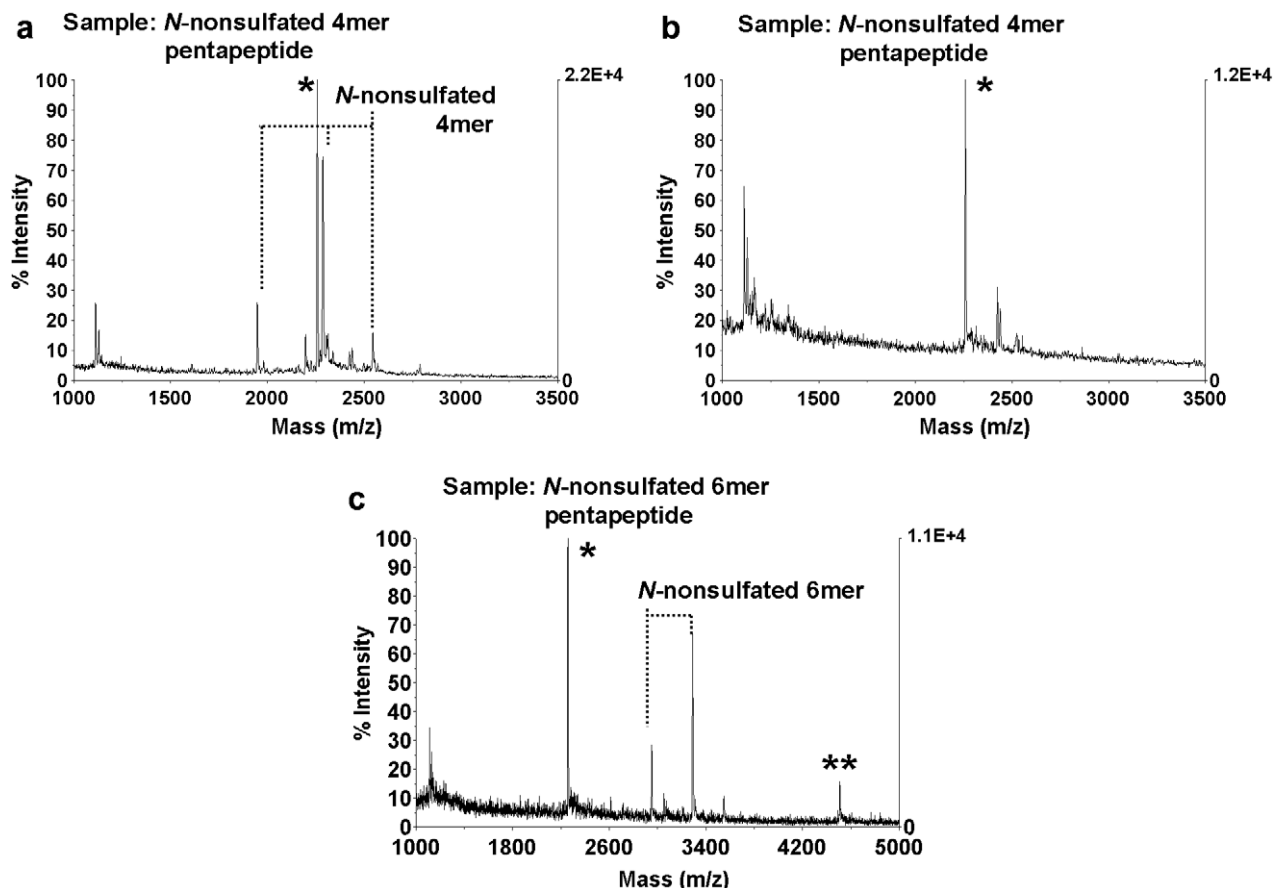 a
Sample: N-nonsulfated 4mer
pentapeptide
100
90
80
70
60
50
40
30
20
10
0
% Intensity
*
N-nonsulfated
4mer
2.2E+4
0
1000
1500
2000
2500
3000
3500
Mass (m/z)
b
Sample: N-nonsulfated 4mer
pentapeptide
100
90
80
70
60
50
40
30
20
10
0
% Intensity
*
1.2E+4
0
1000
1500
2000
2500
3000
3500
Mass (m/z)
c
Sample: N-nonsulfated 6mer
pentapeptide
100
90
80
70
60
50
40
30
20
10
0
% Intensity
*
N-nonsulfated 6mer
**
1.1E+4
0
1000
1800
2600
3400
4200
5000
Mass (m/z)